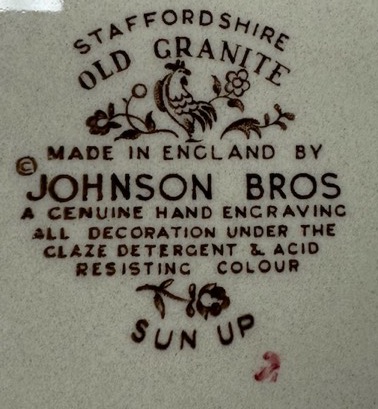 STAFFORDSHIRE
OLD GRANITE
MADE IN ENGLAND BY
© JOHNSON BROS
A GENUINE HAND ENGRAVING
ALL DECORATION UNDER THE
GLAZE DETERGENT & ACID
RESISTING COLOUR
SUN UP